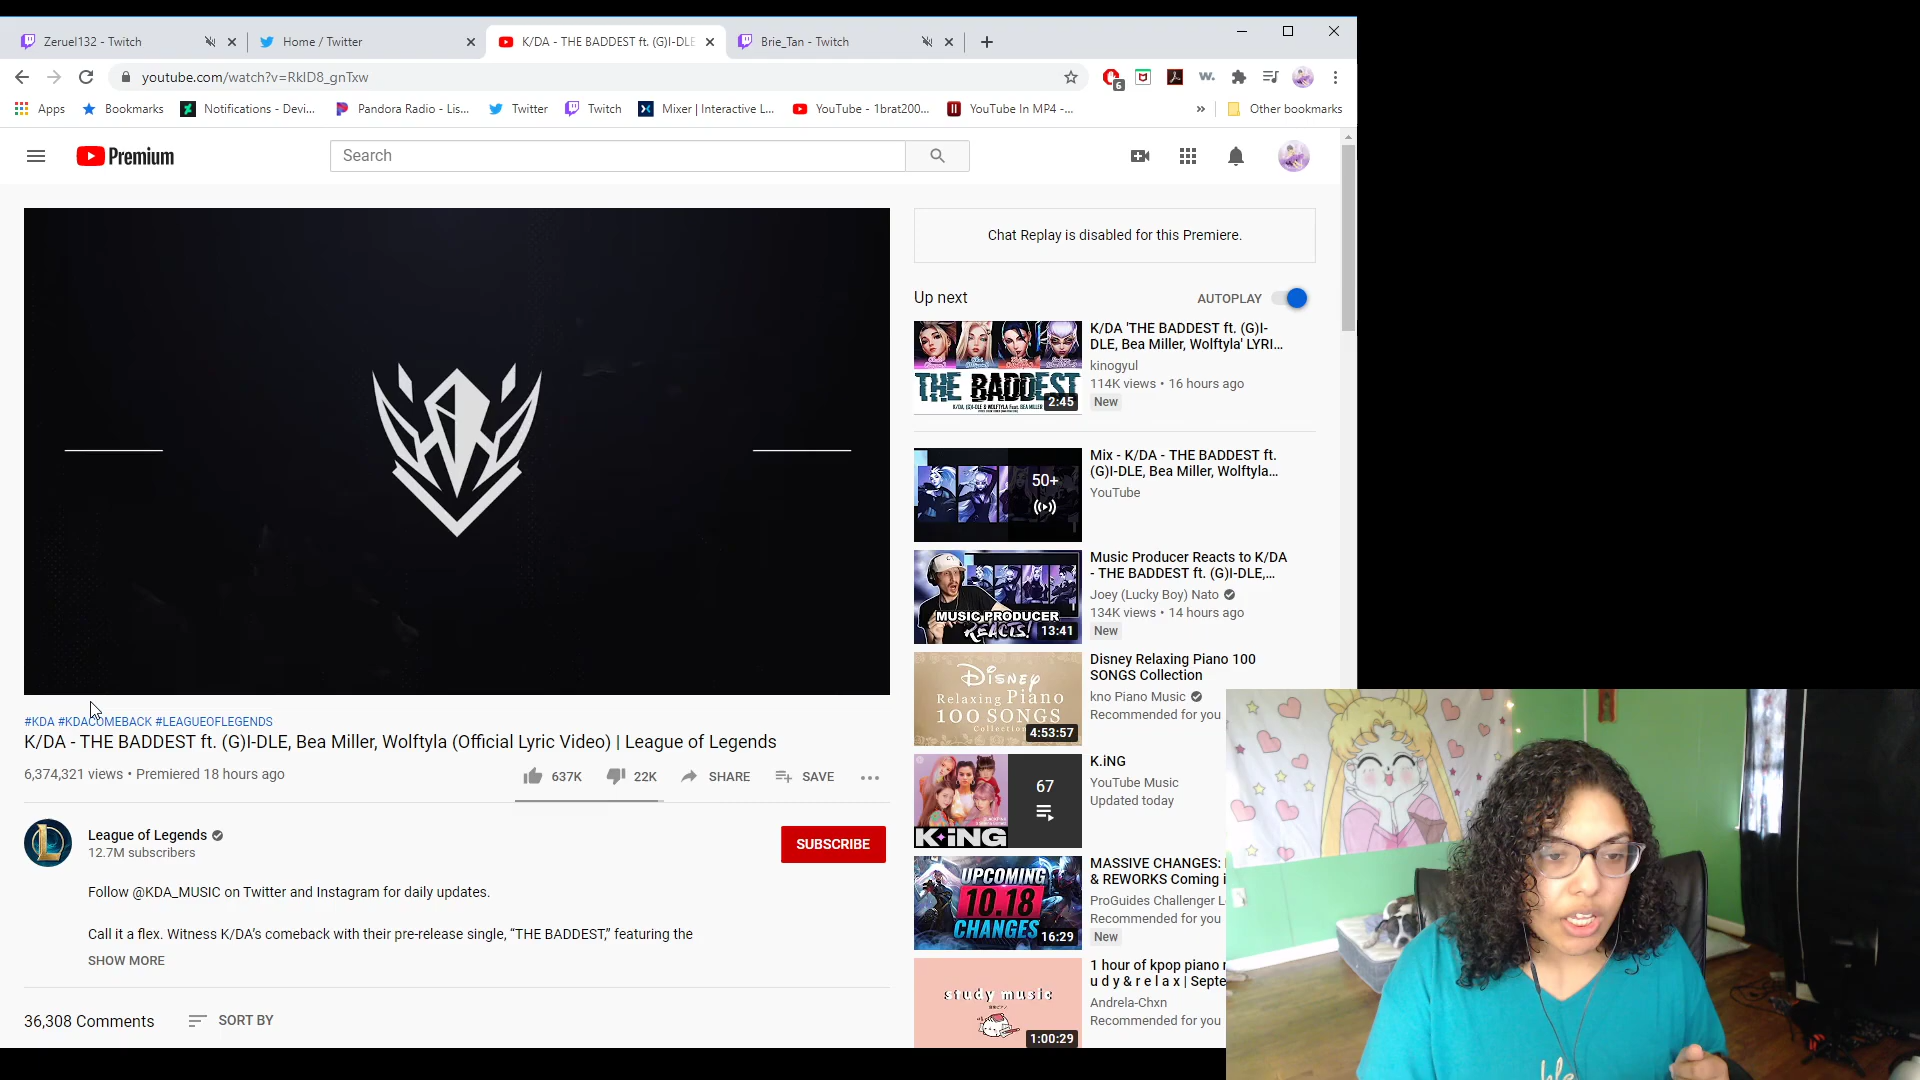 Zeruel132 - Twitch
Home / Twitter
K/DA - THE BADDEST ft. (G)I-DLE
Brie_Tan - Twitch
youtube.com/watch?v=RkID8_gnTxw
6
w.
Apps
Bookmarks
Notifications - Devi...
Pandora Radio - Lis...
Twitter
Twitch
Mixer | Interactive L...
YouTube - 1brat200...
YouTube In MP4 -...
»
Other bookmarks
Premium
Search
Chat Replay is disabled for this Premiere.
Up next
AUTOPLAY
THE BADDEST
2:45
K/DA 'THE BADDEST ft. (G)I-
DLE, Bea Miller, Wolftyla' LYRI...
kinogyul
114K views • 16 hours ago
New
50+
Mix - K/DA - THE BADDEST ft.
(G)I-DLE, Bea Miller, Wolftyla...
YouTube
MUSIC PRODUCER
REACTS!
13:41
Music Producer Reacts to K/DA
- THE BADDEST ft. (G)I-DLE,...
Joey (Lucky Boy) Nato
134K views • 14 hours ago
New
Disney
Relaxing Piano
100 SONGS
Collection
4:53:57
Disney Relaxing Piano 100
SONGS Collection
kno Piano Music
Recommended for you
K.iNG
67
K.iNG
YouTube Music
Updated today
UPCOMING
10.18
CHANGES
16:29
MASSIVE CHANGES:
& REWORKS Coming i
ProGuides Challenger L
Recommended for you
New
study music
1:00:29
1 hour of kpop piano
u d y & r e l a x | Septe
Andrela-Chxn
Recommended for you
#KDA #KDACOMEBACK #LEAGUEOFLEGENDS
K/DA - THE BADDEST ft. (G)I-DLE, Bea Miller, Wolftyla (Official Lyric Video) | League of Legends
6,374,321 views • Premiered 18 hours ago
637K
22K
SHARE
SAVE
League of Legends
12.7M subscribers
SUBSCRIBE
Follow @KDA_MUSIC on Twitter and Instagram for daily updates.
Call it a flex. Witness K/DA's comeback with their pre-release single, “THE BADDEST,” featuring the
SHOW MORE
36,308 Comments
SORT BY